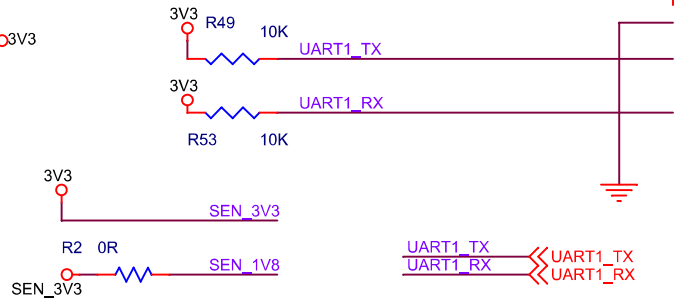 3V3
R49
10K
3V3
UART1_TX
3V3
UART1_RX
R53
10K
3V3
SEN_3V3
R2
0R
SEN_1V8
SEN_3V3
UART1_TX
UART1_TX
UART1_RX
UART1_RX